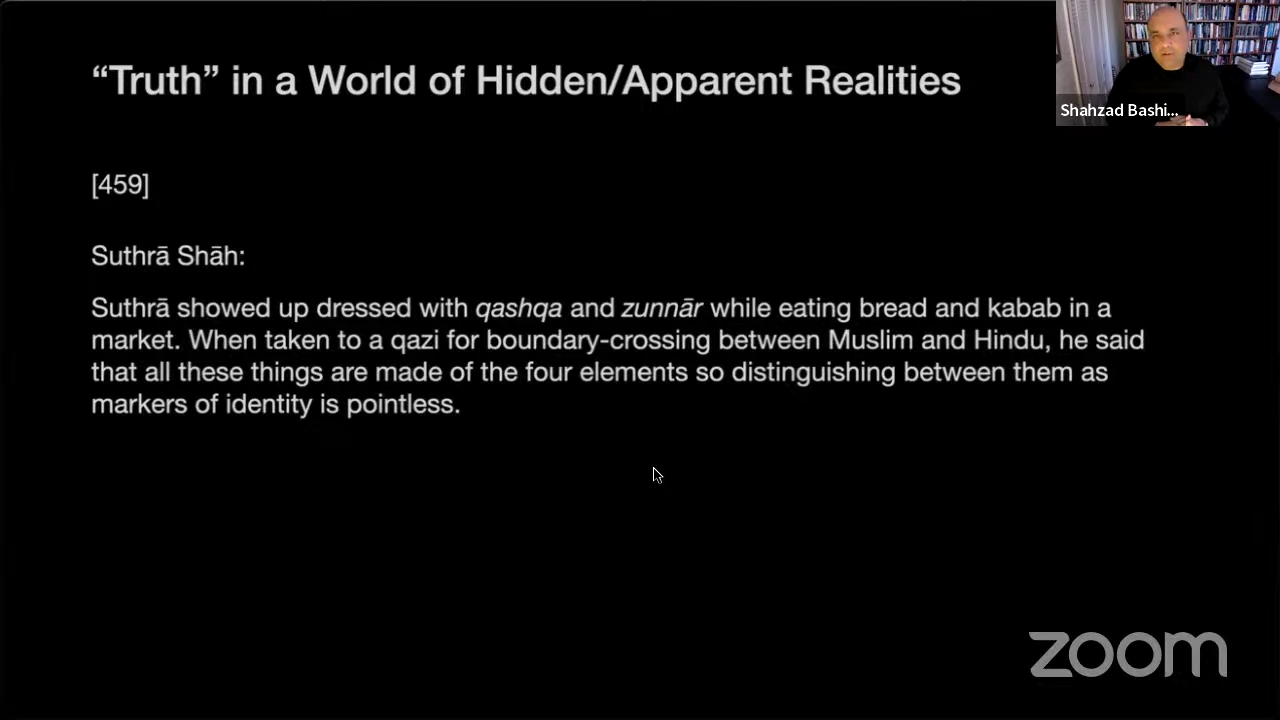 “Truth” in a World of Hidden/Apparent Realities
Shahzad Bashi...
[459]
Suthrā Shāh:
Suthrā showed up dressed with qashqa and zunnār while eating bread and kabab in a
market. When taken to a qazi for boundary-crossing between Muslim and Hindu, he said
that all these things are made of the four elements so distinguishing between them as
markers of identity is pointless.
zoom